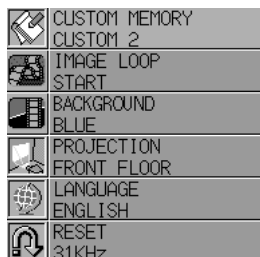 CUSTOM MEMORY
CUSTOM 2
IMAGE LOOP
START
BACKGROUND
BLUE
PROJECTION
FRONT FLOOR
LANGUAGE
ENGLISH
RESET
31KHz